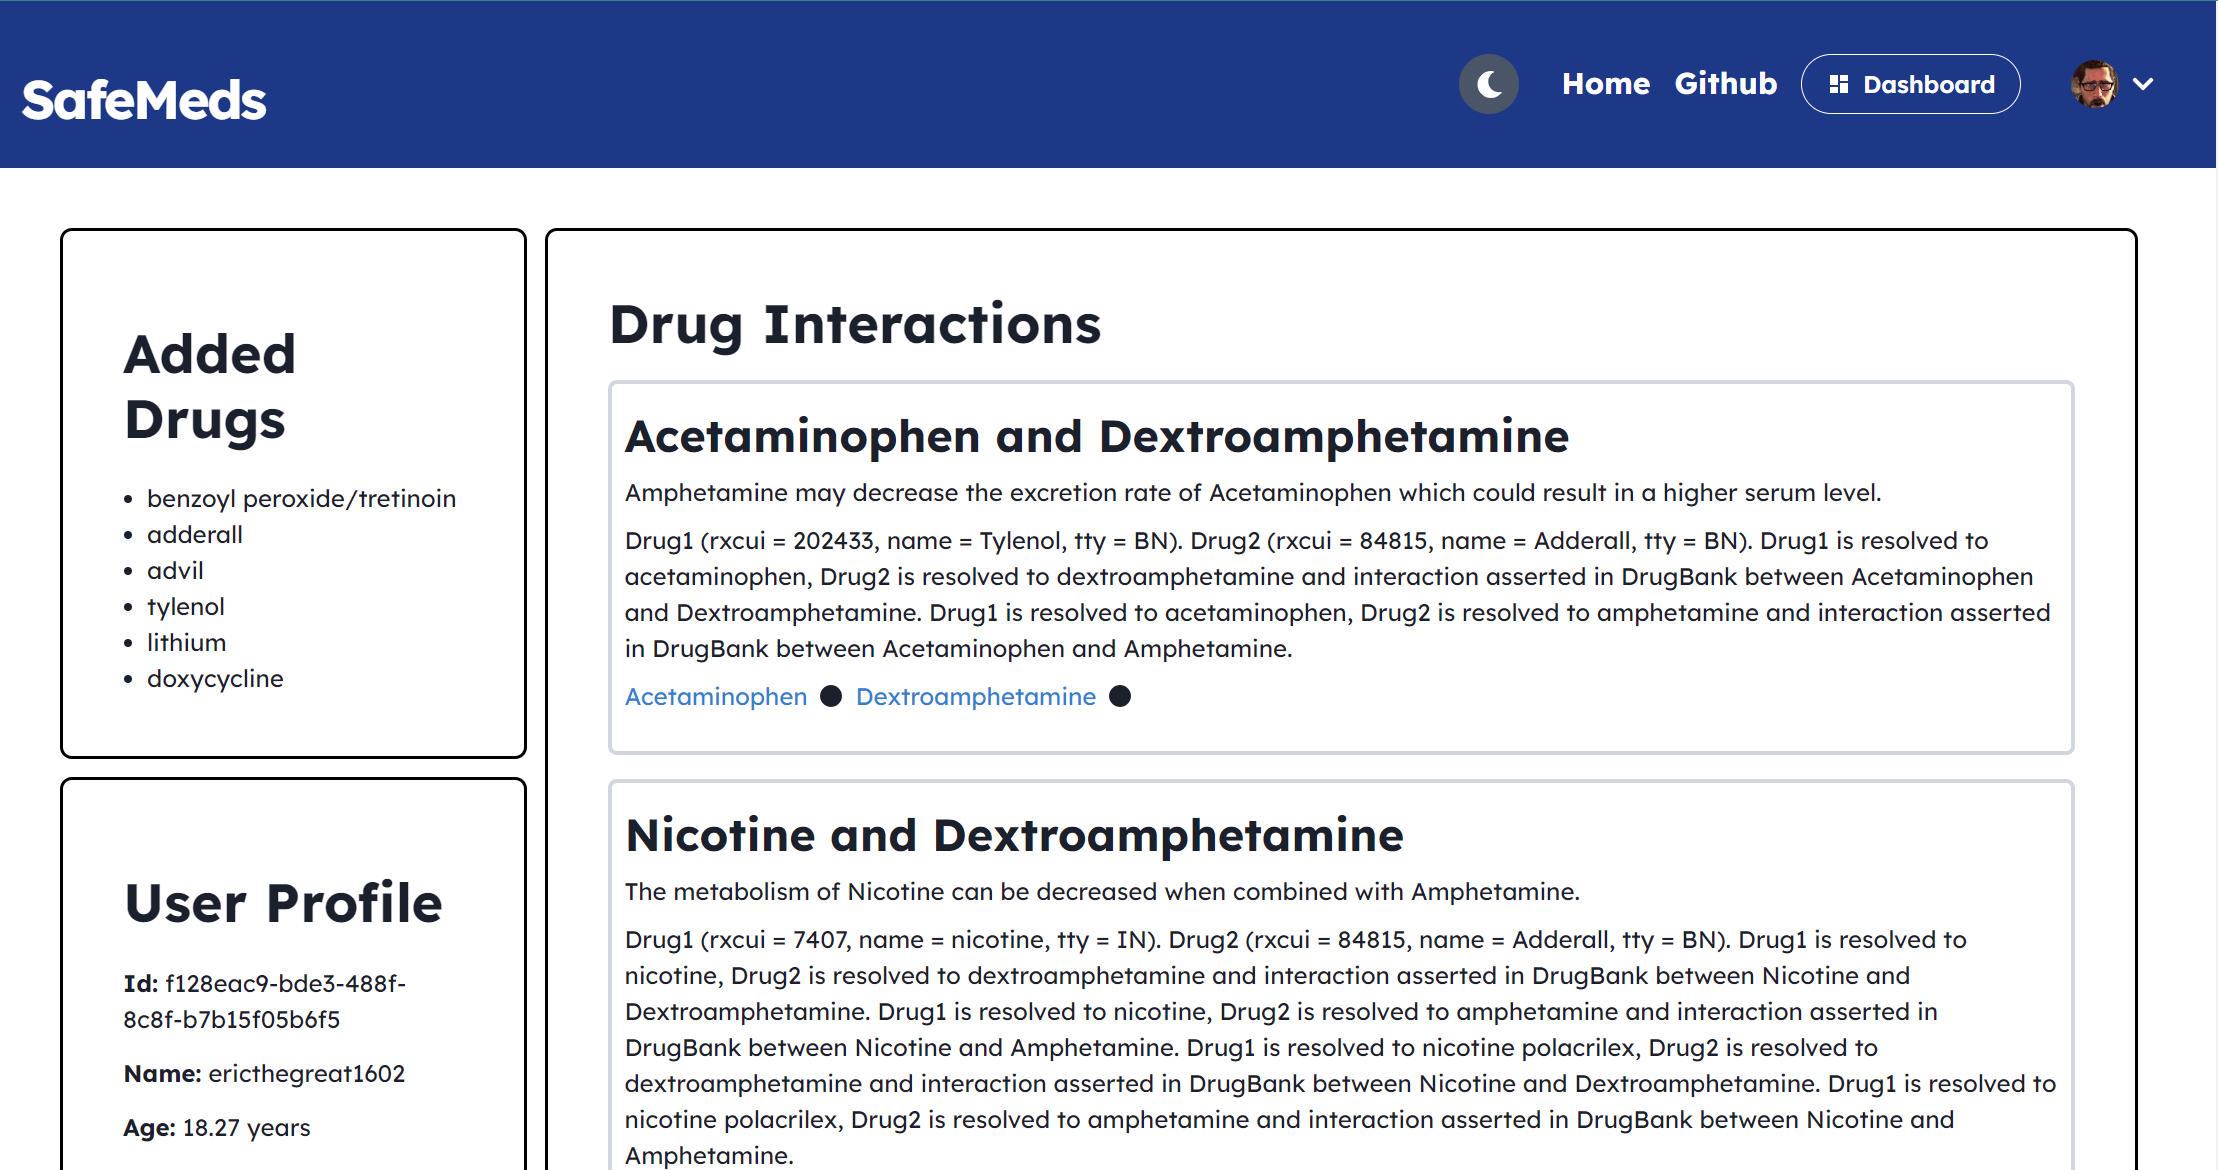 SafeMeds
Home Github Dashboard
Added
Drugs
benzoyl peroxide/tretinoin
adderall
advil
tylenol
lithium
doxycycline
User Profile
Id: f128eac9-bde3-488f-
8c8f-b7b15f05b6f5
Name: ericthegreat1602
Age: 18.27 years
Drug Interactions
Acetaminophen and Dextroamphetamine
Amphetamine may decrease the excretion rate of Acetaminophen which could result in a higher serum level.
Drug1 (rxcui = 202433, name = Tylenol, tty = BN). Drug2 (rxcui = 84815, name = Adderall, tty = BN). Drug1 is resolved to
acetaminophen, Drug2 is resolved to dextroamphetamine and interaction asserted in DrugBank between Acetaminophen
and Dextroamphetamine. Drug1 is resolved to acetaminophen, Drug2 is resolved to amphetamine and interaction asserted
in DrugBank between Acetaminophen and Amphetamine.
Acetaminophen Dextroamphetamine
Nicotine and Dextroamphetamine
The metabolism of Nicotine can be decreased when combined with Amphetamine.
Drug1 (rxcui = 7407, name = nicotine, tty = IN). Drug2 (rxcui = 84815, name = Adderall, tty = BN). Drug1 is resolved to
nicotine, Drug2 is resolved to dextroamphetamine and interaction asserted in DrugBank between Nicotine and
Dextroamphetamine. Drug1 is resolved to nicotine, Drug2 is resolved to amphetamine and interaction asserted in
DrugBank between Nicotine and Amphetamine. Drug1 is resolved to nicotine polacrilex, Drug2 is resolved to
dextroamphetamine and interaction asserted in DrugBank between Nicotine and Dextroamphetamine. Drug1 is resolved to
nicotine polacrilex, Drug2 is resolved to amphetamine and interaction asserted in DrugBank between Nicotine and
Amphetamine.